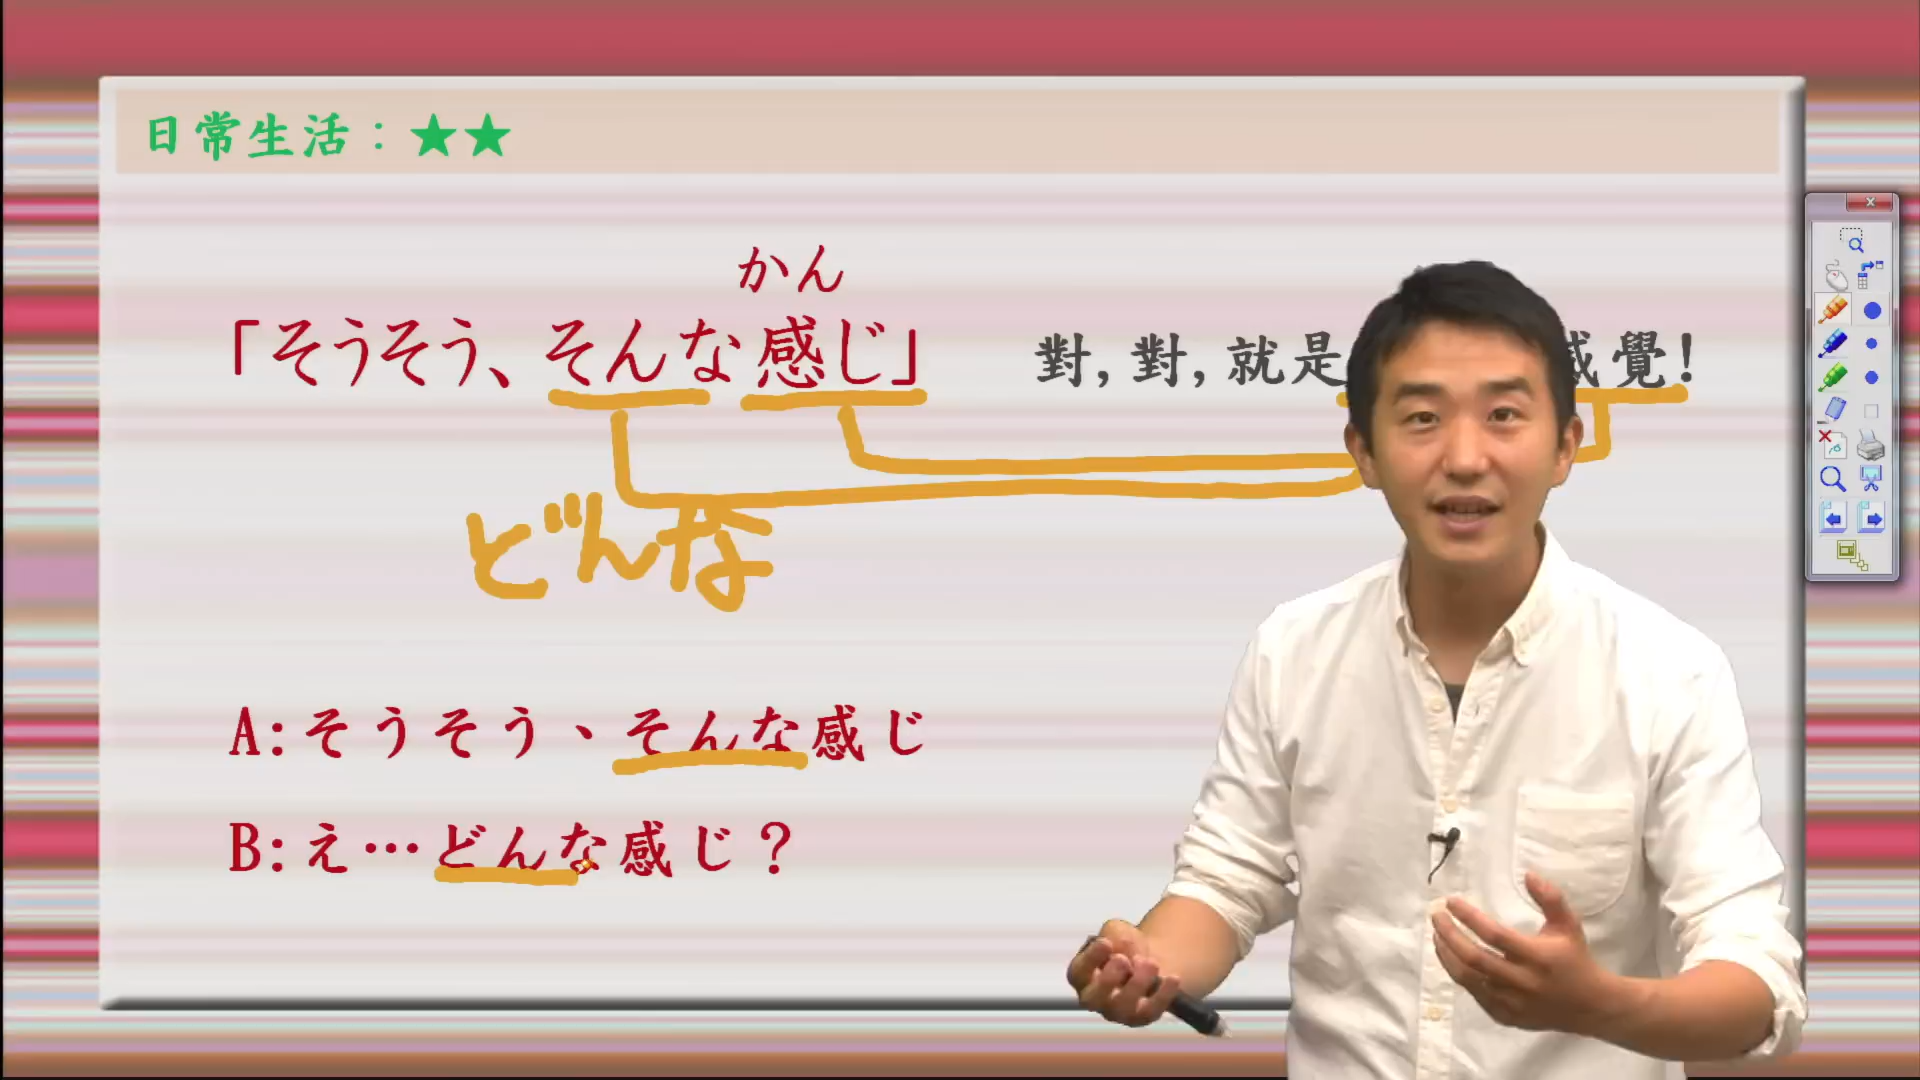 日常生活：★★
かん
「そうそう、そんな感じ」
對,對,就是 感覺!
どんな
A:そうそう、そんな感じ
B:え…どんな感じ？